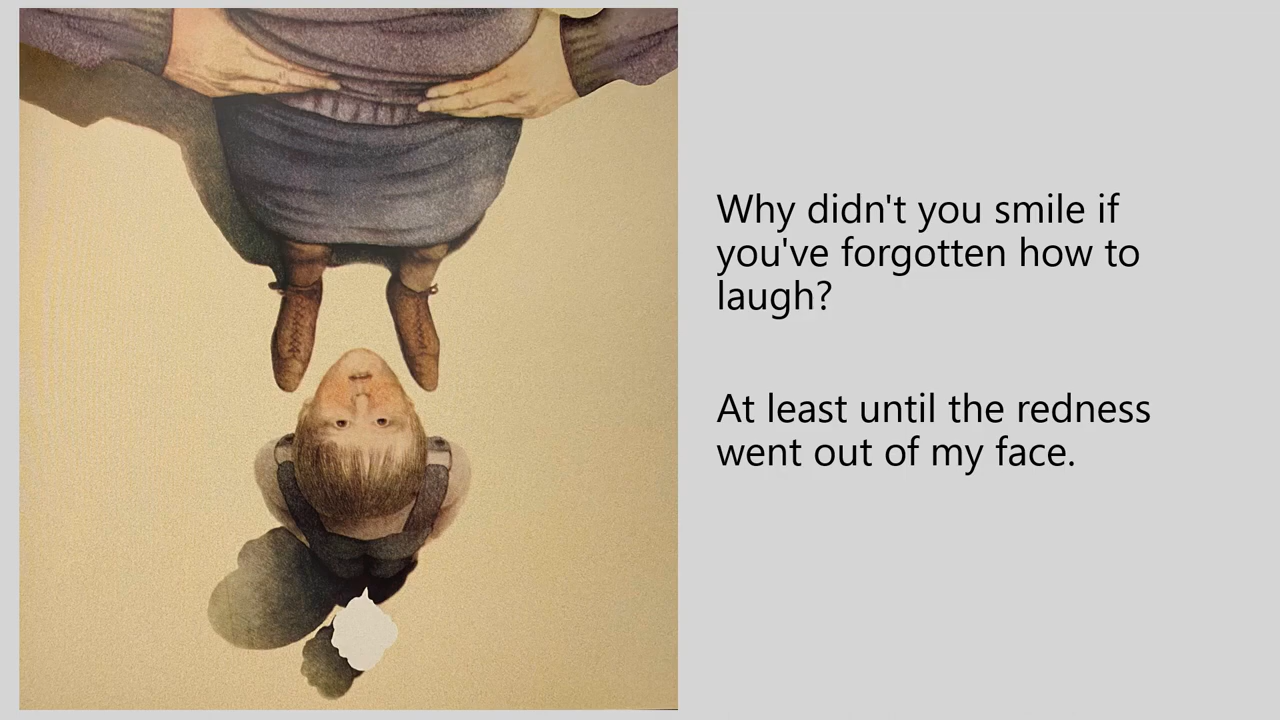 Why didn't you smile if
you've forgotten how to
laugh?
At least until the redness
went out of my face.